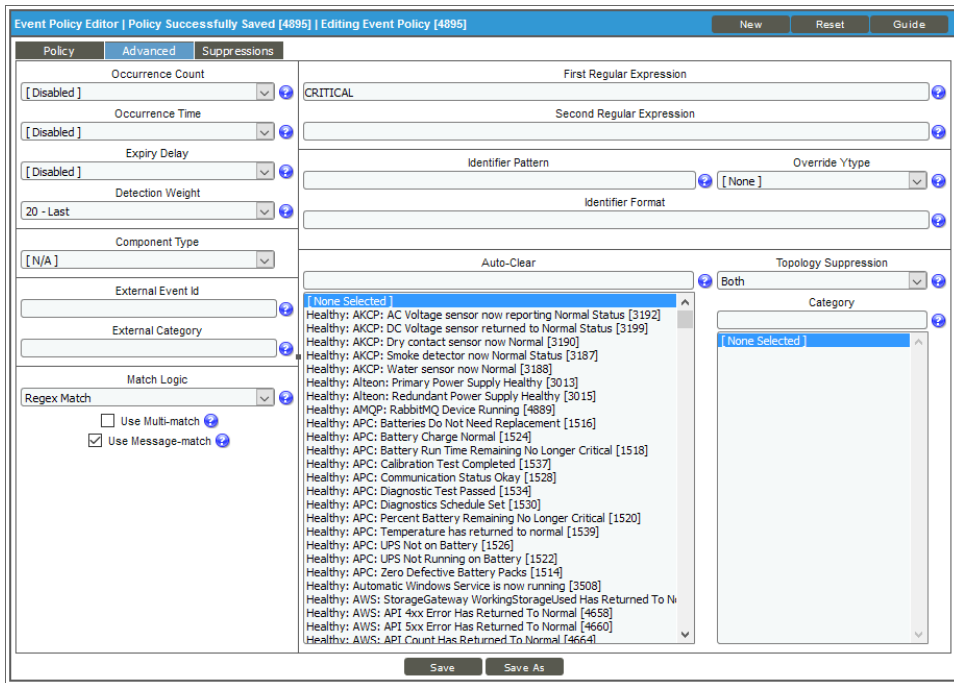 Event Policy Editor | Policy Successfully Saved [4895] | Editing Event Policy [4895]
New
Reset
Guide
Policy
Advanced
Suppressions
Occurrence Count
[ Disabled ]
Occurrence Time
[ Disabled ]
Expiry Delay
[ Disabled ]
Detection Weight
20 - Last
Component Type
[ N/A ]
External Event Id
External Category
Match Logic
Regex Match
Use Multi-match
Use Message-match
First Regular Expression
CRITICAL
Second Regular Expression
Identifier Pattern
Override Ytype
[ None ]
Identifier Format
Auto-Clear
[ None Selected ]
Healthy: AKCP: AC Voltage sensor now reporting Normal Status [3192]
Healthy: AKCP: DC Voltage sensor returned to Normal Status [3199]
Healthy: AKCP: Dry contact sensor now Normal [3190]
Healthy: AKCP: Smoke detector now Normal Status [3187]
Healthy: AKCP: Water sensor now Normal [3188]
Healthy: Alteon: Primary Power Supply Healthy [3013]
Healthy: Alteon: Redundant Power Supply Healthy [3015]
Healthy: AMQP: RabbitMQ Device Running [4889]
Healthy: APC: Batteries Do Not Need Replacement [1516]
Healthy: APC: Battery Charge Normal [1524]
Healthy: APC: Battery Run Time Remaining No Longer Critical [1518]
Healthy: APC: Calibration Test Completed [1537]
Healthy: APC: Communication Status Okay [1528]
Healthy: APC: Diagnostic Test Passed [1534]
Healthy: APC: Diagnostics Schedule Set [1530]
Healthy: APC: Percent Battery Remaining No Longer Critical [1520]
Healthy: APC: Temperature has returned to normal [1539]
Healthy: APC: UPS Not on Battery [1526]
Healthy: APC: UPS Not Running on Battery [1522]
Healthy: APC: Zero Defective Battery Packs [1514]
Healthy: Automatic Windows Service is now running [3508]
Healthy: AWS: StorageGateway WorkingStorageUsed Has Returned To
Healthy: AWS: API 4xx Error Has Returned To Normal [4658]
Healthy: AWS: API 5xx Error Has Returned To Normal [4660]
Healthy: AWS: API Count Has Returned To Normal [4664]
Topology Suppression
Both
Category
[ None Selected ]
Save
Save As